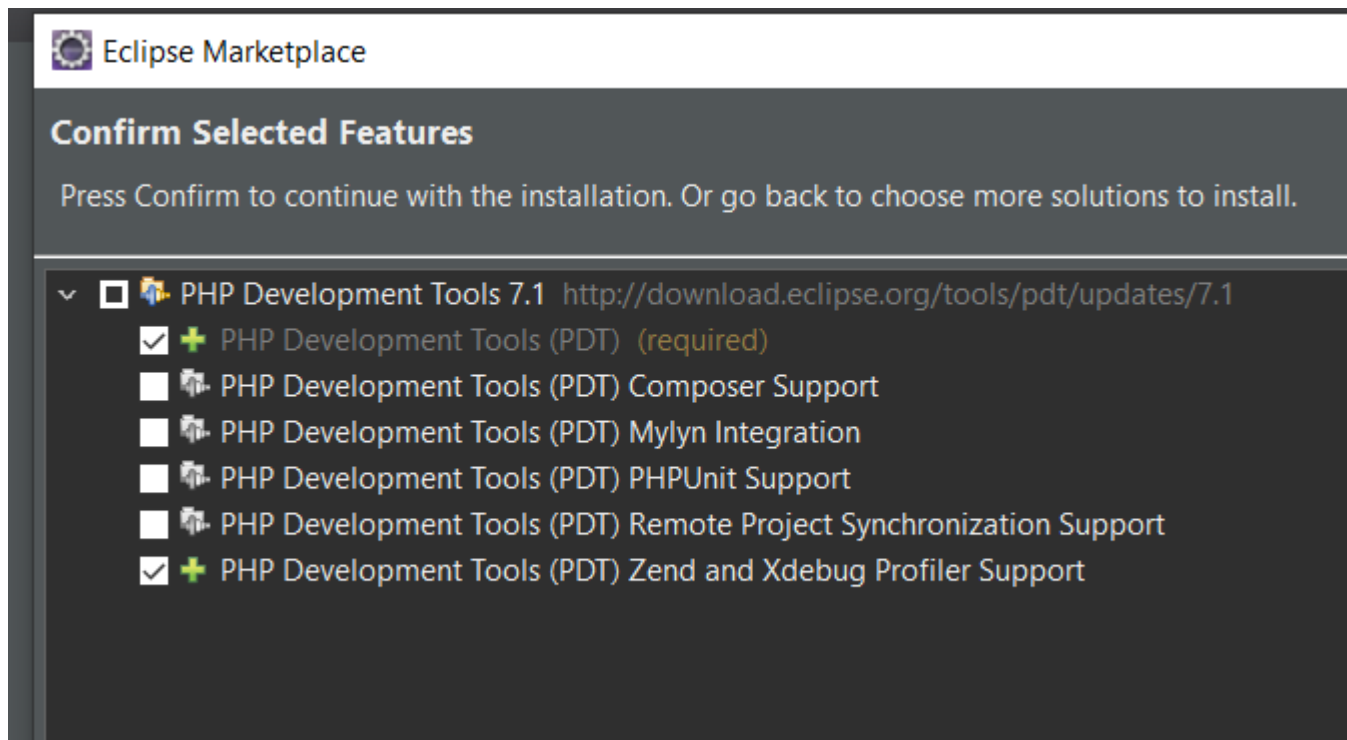 Eclipse Marketplace
Confirm Selected Features
Press Confirm to continue with the installation. Or go back to choose more solutions to install.
PHP Development Tools 7.1 http://download.eclipse.org/tools/pdt/updates/7.1
PHP Development Tools (PDT) (required)
PHP Development Tools (PDT) Composer Support
PHP Development Tools (PDT) Mylyn Integration
PHP Development Tools (PDT) PHPUnit Support
PHP Development Tools (PDT) Remote Project Synchronization Support
PHP Development Tools (PDT) Zend and Xdebug Profiler Support